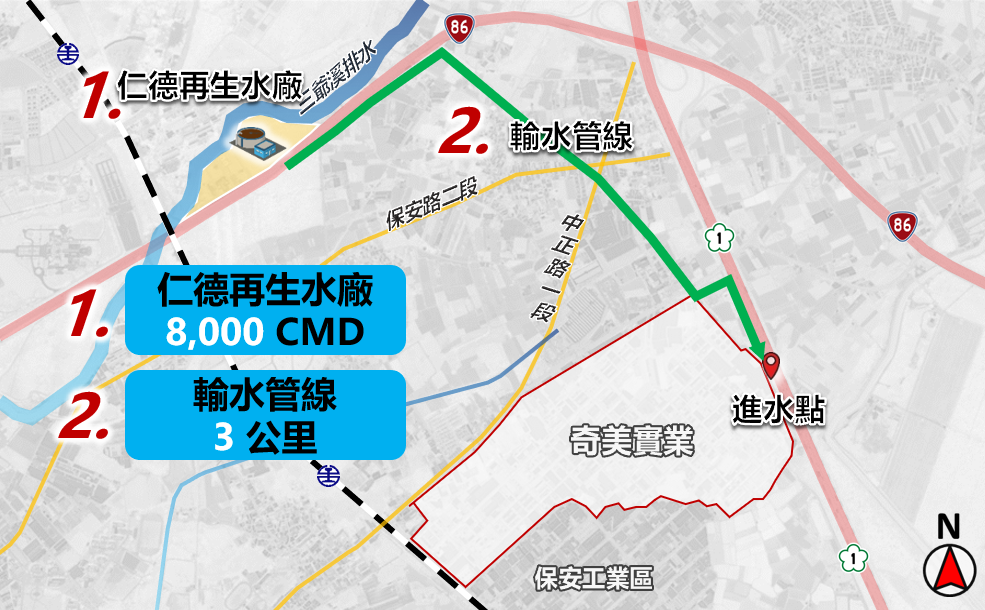 86
1.
仁德再生水廠
二爺溪排水
2.
輸水管線
保安路二段
中正路一段
86
1
1.
仁德再生水廠
8,000 CMD
2.
輸水管線
3 公里
進水點
奇美實業
保安工業區
N
1